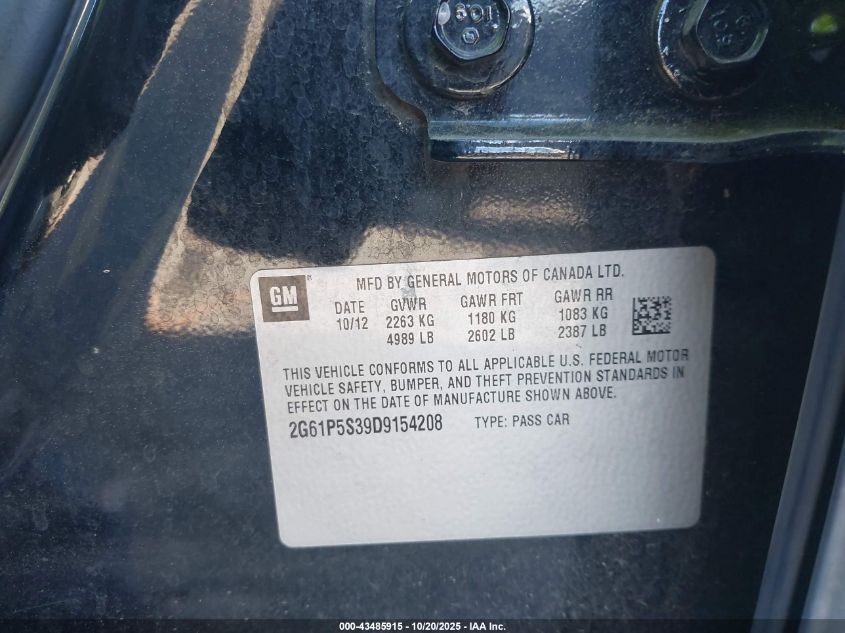 GM
MFD BY GENERAL MOTORS OF CANADA LTD.
DATE GVWR GAWR FRT GAWR RR
10/12 2263 KG 1180 KG 1083 KG
4989 LB 2602 LB 2387 LB
THIS VEHICLE CONFORMS TO ALL APPLICABLE U.S. FEDERAL MOTOR
VEHICLE SAFETY, BUMPER, AND THEFT PREVENTION STANDARDS IN
EFFECT ON THE DATE OF MANUFACTURE SHOWN ABOVE.
2G61P5S39D9154208 TYPE: PASS CAR
000-43485915 - 10/20/2025 - IAA Inc.